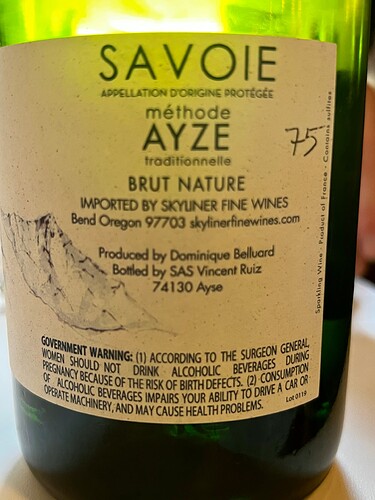 SAVOIE
APPELLATION D'ORIGINE PROTÉGÉE
méthode
AYZE
traditionnelle
75
BRUT NATURE
IMPORTED BY SKYLINER FINE WINES
Bend Oregon 97703 skylinerfinewines.com
Produced by Dominique Belluard
Bottled by SAS Vincent Ruiz
74130 Ayse
GOVERNMENT WARNING: (1) ACCORDING TO THE SURGEON GENERAL,
WOMEN SHOULD NOT DRINK ALCOHOLIC BEVERAGES DURING
PREGNANCY BECAUSE OF THE RISK OF BIRTH DEFECTS. (2) CONSUMPTION
OF ALCOHOLIC BEVERAGES IMPAIRS YOUR ABILITY TO DRIVE A CAR OR
OPERATE MACHINERY, AND MAY CAUSE HEALTH PROBLEMS.
Lot 0119
Sparkling Wine - Product of France - Contains sulfites